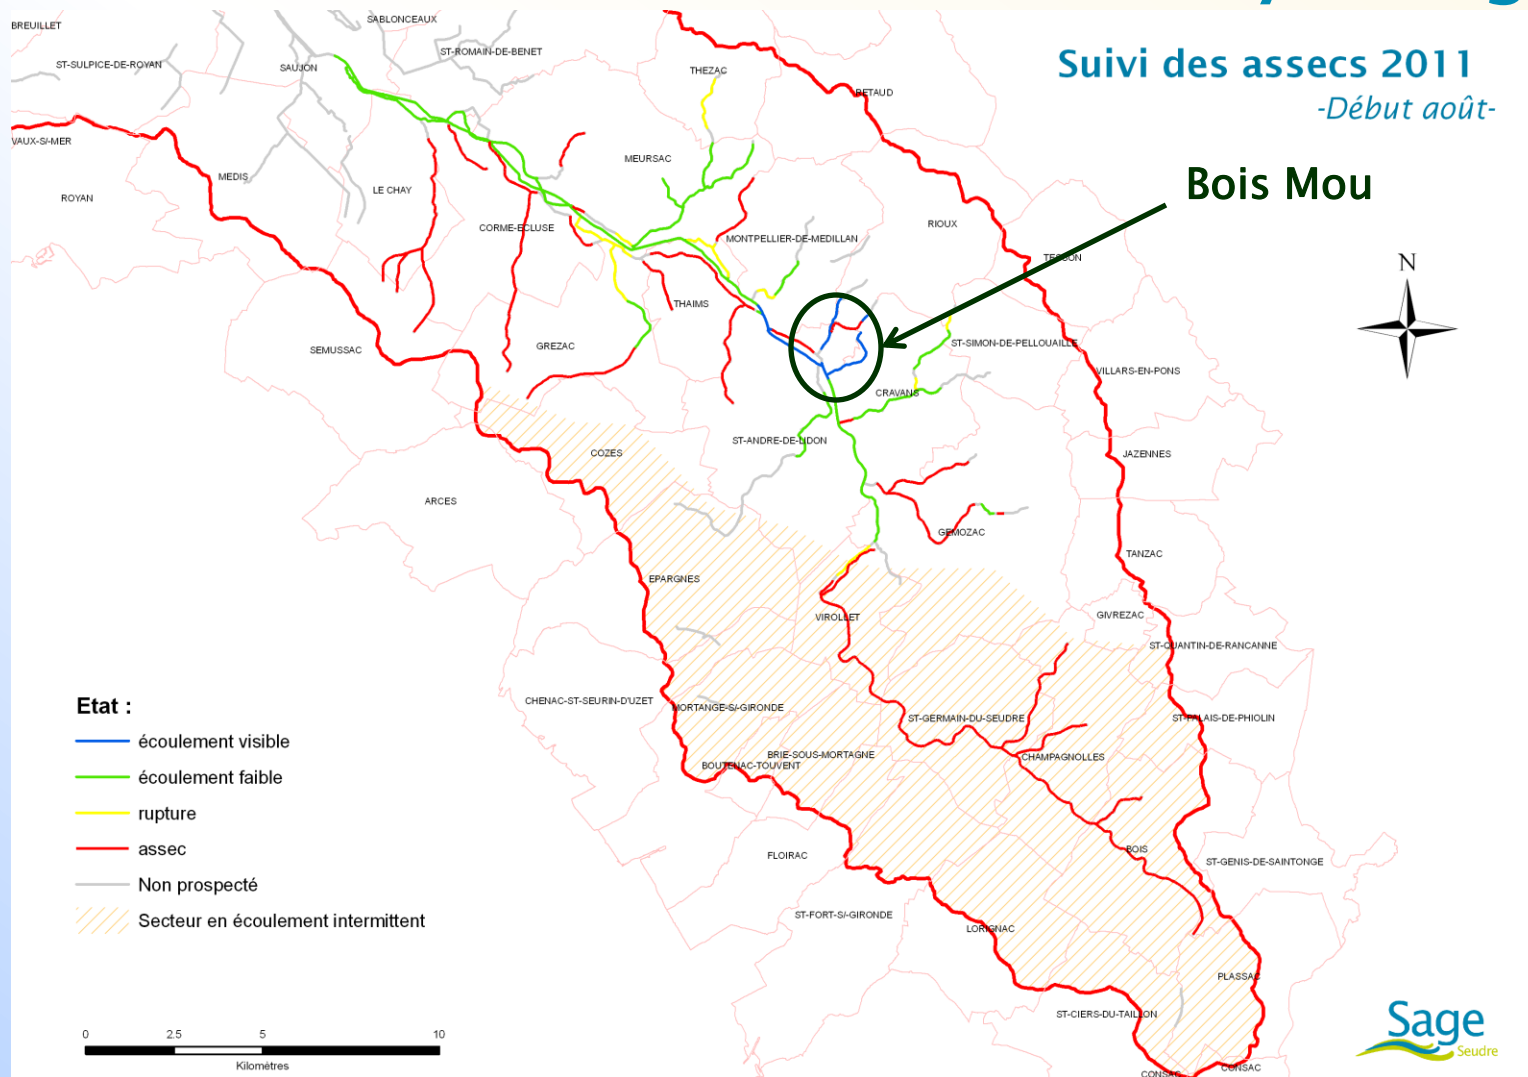 Suivi des assecs 2011
-Début août-
Bois Mou
BREUILLET
SABLONCEAUX
ST-ROMAIN-DE-BENET
ST-SULPICE-DE-ROYAN
SAUJON
THEZAC
RETAUD
VAUX-S/-MER
MEURSAC
MEDIS
LE CHAY
ROYAN
CORME-ECLUSE
RIOUX
MONTPELLIER-DE-MEDILLAN
TESSON
N
THAIMS
SEMUSSAC
GREZAC
ST-SIMON-DE-PELLOUAILLE
VILLARS-EN-PONS
CRAVANS
ST-ANDRE-DE-LIDON
COZES
JAZENNES
ARCES
GEMOZAC
TANZAC
EPARGNES
VIROLLET
GIVREZAC
ST-QUANTIN-DE-RANCANNE
CHENAC-ST-SEURIN-D'UZET
MORTANGE-S/-GIRONDE
ST-GERMAIN-DU-SEUDRE
ST-PALAIS-DE-PHIOLIN
BRIE-SOUS-MORTAGNE
CHAMPAGNOLLES
BOUTENAC-TOUVENT
FLOIRAC
BOIS
ST-GENIS-DE-SAINTONGE
ST-FORT-S/-GIRONDE
LORIGNAC
PLASSAC
ST-CIERS-DU-TAILLON
CONSAC
CONSAC
Etat :
écoulement visible
écoulement faible
rupture
assec
Non prospecté
Secteur en écoulement intermittent
0 2.5 5 10
Kilomètres
Sage
Seudre